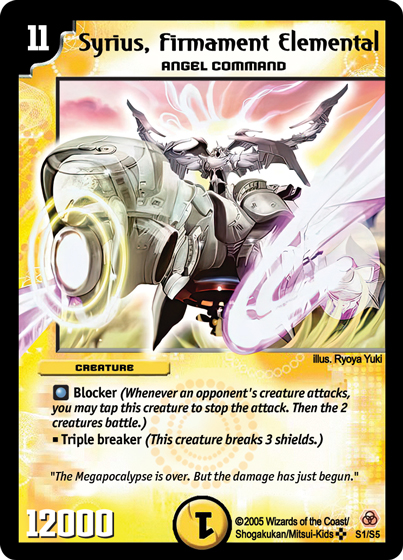 11 Syrius, Firmament Elemental
ANGEL COMMAND
illus. Ryoya Yuki
CREATURE
Blocker (Whenever an opponent's creature attacks,
you may tap this creature to stop the attack. Then the 2
creatures battle.)
▪ Triple breaker (This creature breaks 3 shields.)
"The Megapocalypse is over. But the damage has just begun."
12000
1
©2005 Wizards of the Coast/
Shogakukan/Mitsui-Kids S1/S5